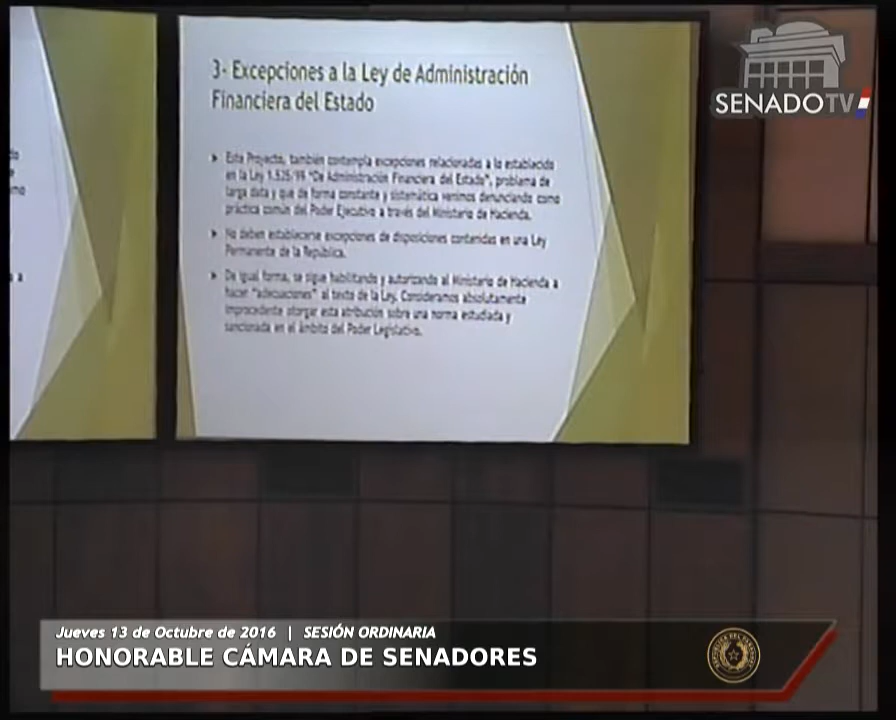 3- Excepciones a la Ley de Administración
Financiera del Estado
Este Proyecto, también contempla excepciones relacionadas a lo establecido
en la Ley 1.535/99 "De Administración Financiera del Estado", problema de
larga data y que de forma constante y sistemática venimos denunciando como
práctica común del Poder Ejecutivo a través del Ministerio de Hacienda.
No deben establecerse excepciones de disposiciones contenidas en una Ley
Permanente de la República.
De igual forma, se sigue habilitando y autorizando al Ministerio de Hacienda a
hacer "adecuaciones" al texto de la Ley. Consideramos absolutamente
improcedente otorgar esta atribución sobre una norma estudiada y
sancionada en el ámbito del Poder Legislativo.
SENADOTV
Jueves 13 de Octubre de 2016 | SESIÓN ORDINARIA
HONORABLE CÁMARA DE SENADORES